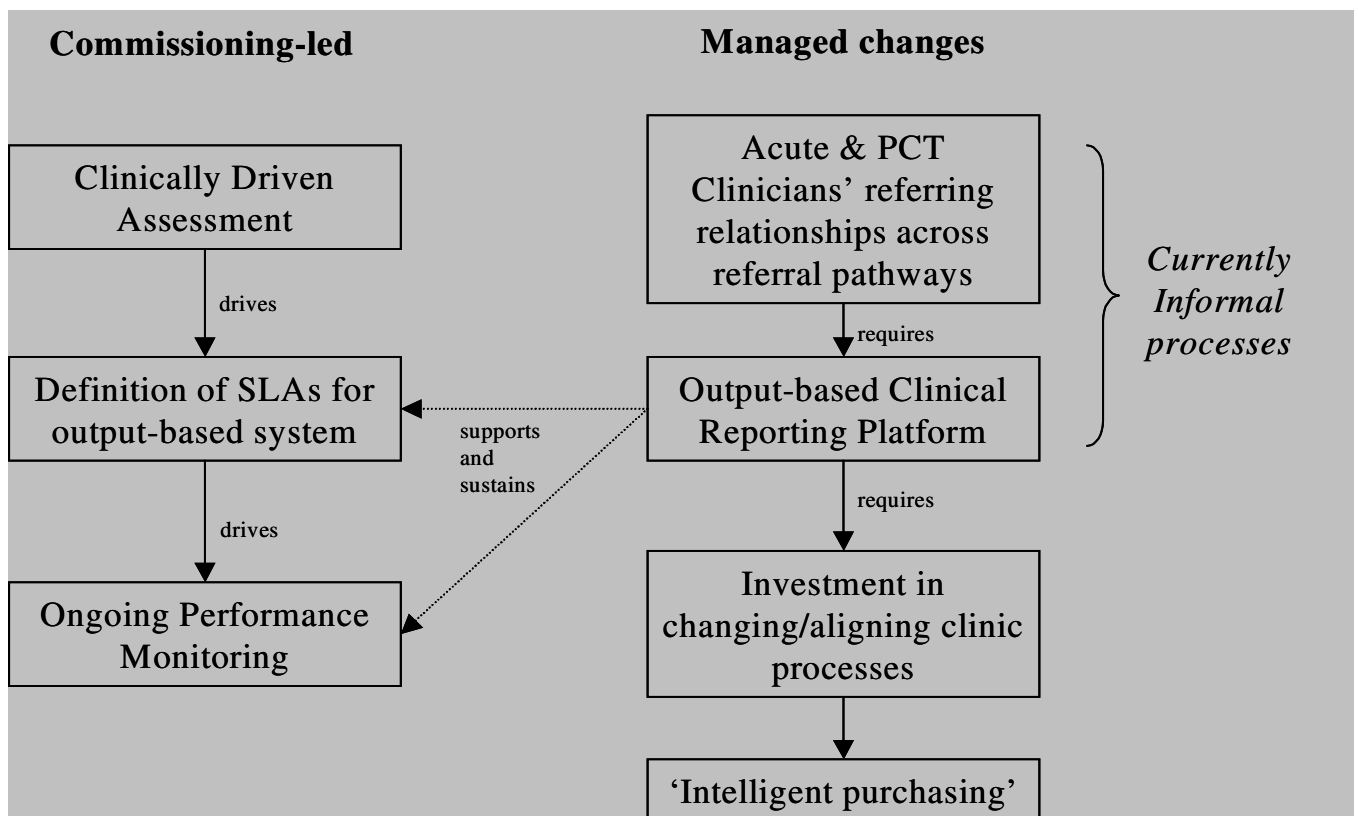 Commissioning-led
Managed changes
Clinically Driven
Assessment
drives
Definition of SLAs for
output-based system
drives
Ongoing Performance
Monitoring
supports
and
sustains
Acute & PCT
Clinicians’ referring
relationships across
referral pathways
requires
Output-based Clinical
Reporting Platform
requires
Investment in
changing/aligning clinic
processes
‘Intelligent purchasing’
Currently
Informal
processes